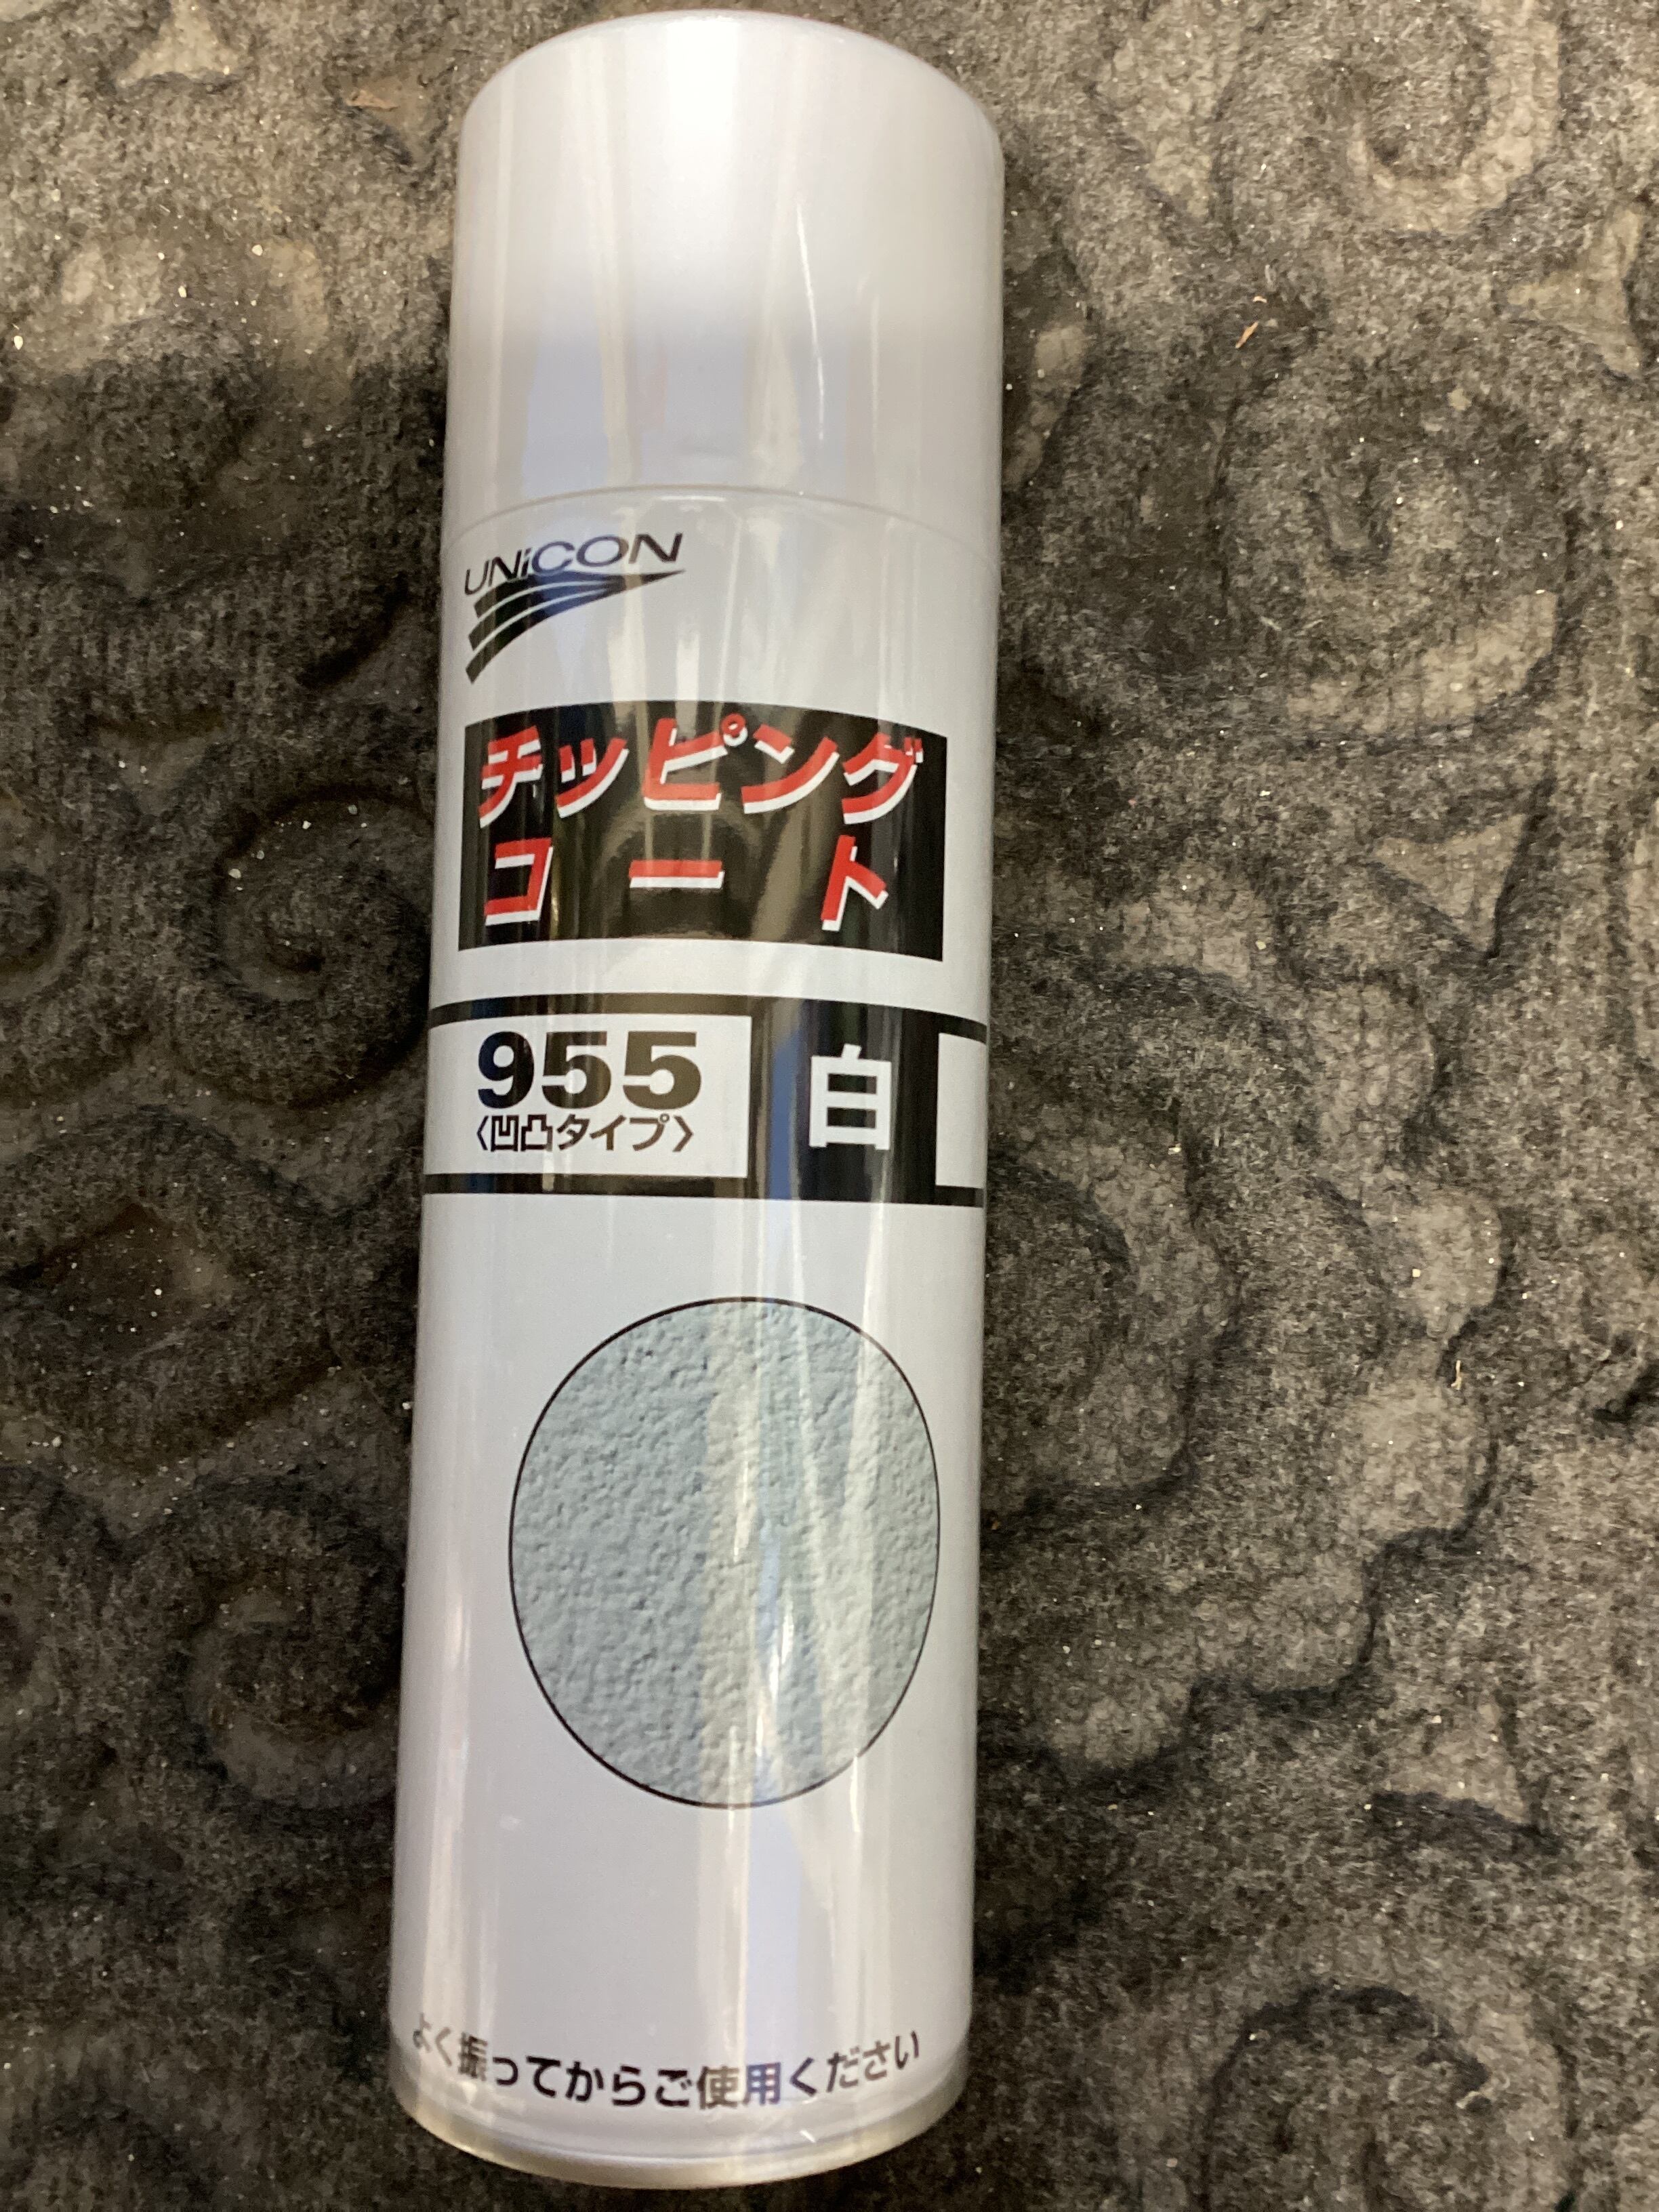 UNiCON
チッピング
コート
955 白
〈凹凸タイプ〉
よく振ってからご使用ください